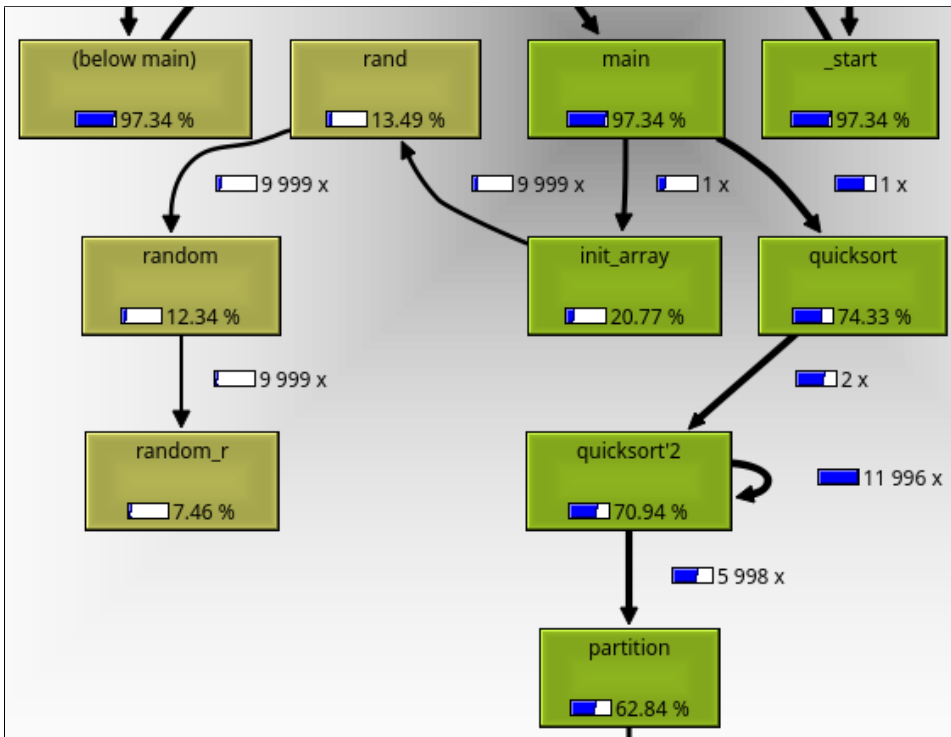 (below main)
97.34 %
rand
13.49 %
main
97.34 %
_start
97.34 %
9 999 x
9 999 x
1 x
1 x
random
12.34 %
init_array
20.77 %
quicksort
74.33 %
9 999 x
2 x
random_r
7.46 %
quicksort'2
70.94 %
11 996 x
5 998 x
partition
62.84 %